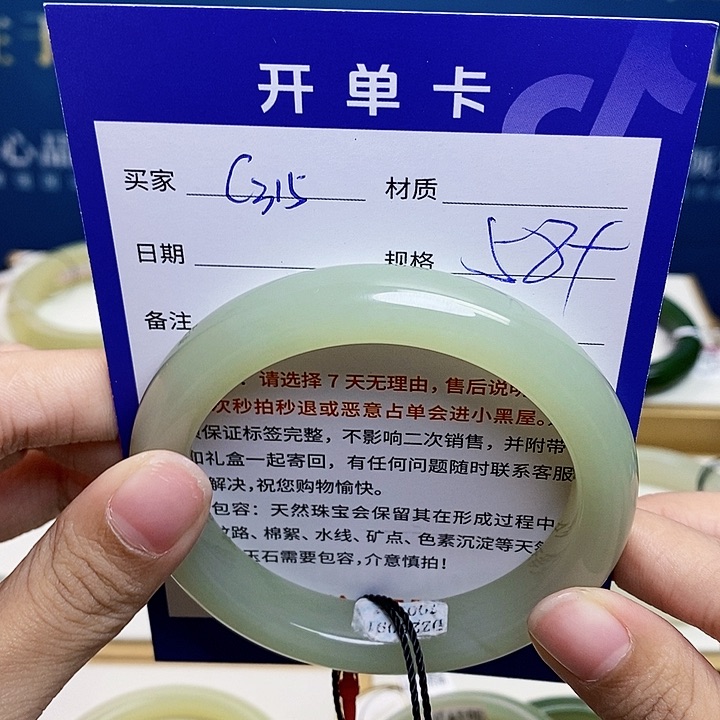 开单卡
买家 C315 材质
日期 规格 58+
备注
：请选择7天无理由，售后说明
次秒拍秒退或恶意占单会进小黑屋。
保证标签完整，不影响二次销售，并附带
礼盒一起寄回，有任何问题随时联系客服
解决，祝您购物愉快。
包容：天然珠宝会保留其在形成过程中
纹路、棉絮、水线、矿点、色素沉淀等天然
玉石需要包容，介意慎拍！